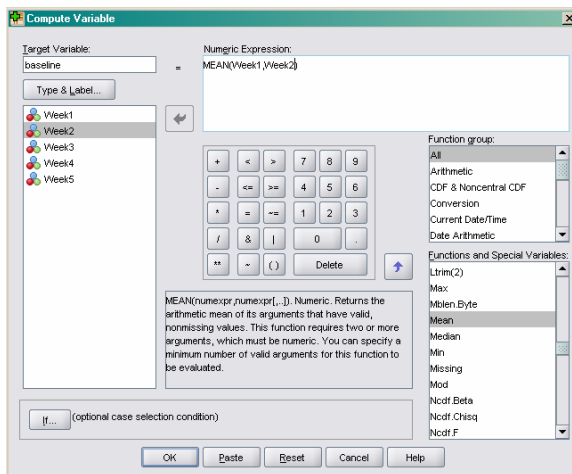 Compute Variable
Target Variable:
baseline
=
Numeric Expression:
MEAN(Week1,Week2)
Type & Label...
Week1
Week2
Week3
Week4
Week5
+ < > 7 8 9
- <= >= 4 5 6
* = ~= 1 2 3
/ & | 0 .
** ~ ( ) Delete
Function group:
All
Arithmetic
CDF & Noncentral CDF
Conversion
Current Date/Time
Date Arithmetic
Functions and Special Variables:
Ltrim(2)
Max
Mblen.Byte
Mean
Median
Min
Missing
Mod
Ncdf.Beta
Ncdf.Chisq
Ncdf.F
MEAN(numexpr,numexpr[,..]). Numeric. Returns the
arithmetic mean of its arguments that have valid,
nonmissing values. This function requires two or more
arguments, which must be numeric. You can specify a
minimum number of valid arguments for this function to
be evaluated.
If... (optional case selection condition)
OK Paste Reset Cancel Help